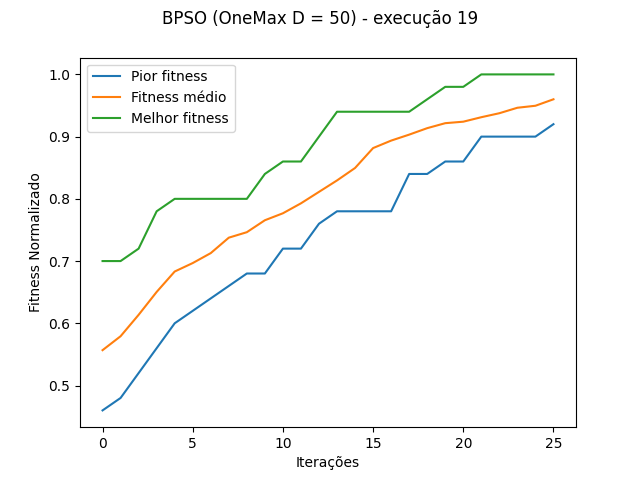 BPSO (OneMax D = 50) - execução 19
Pior fitness
Fitness médio
Melhor fitness
Fitness Normalizado
1.0
0.9
0.8
0.7
0.6
0.5
0 5 10 15 20 25
Iterações